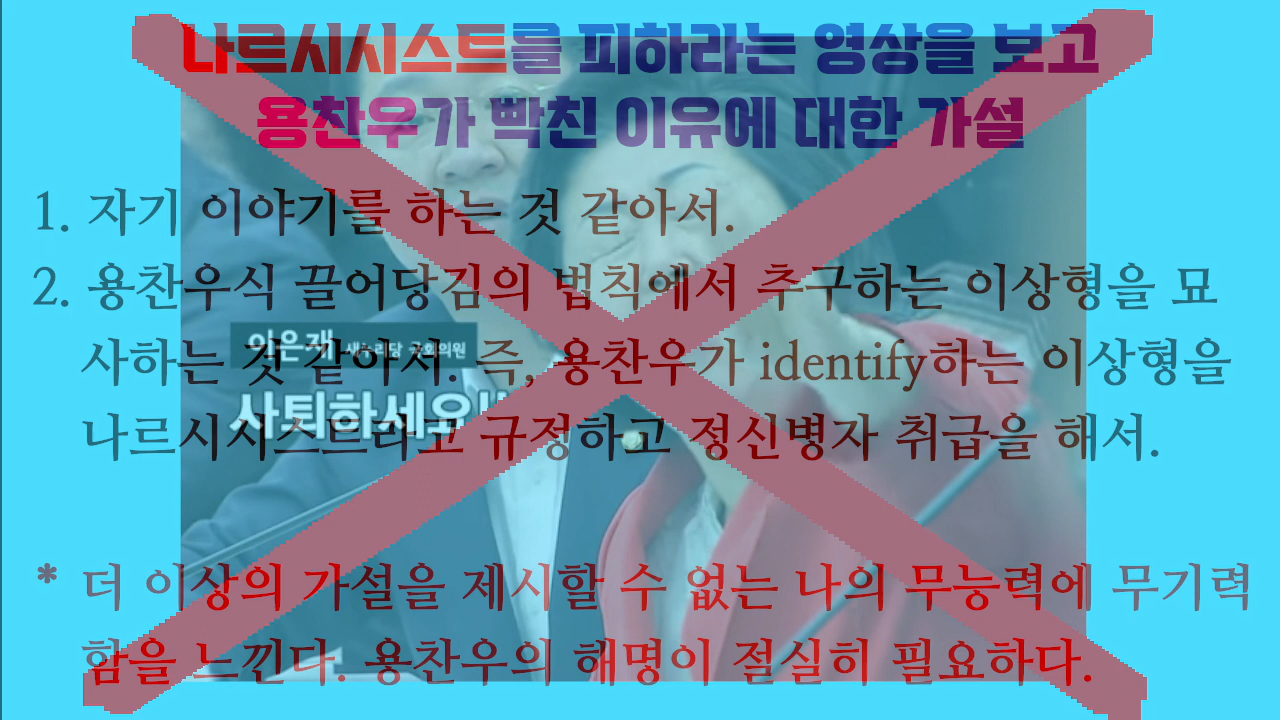 나르시시스트를 피하라는 영상을 보고
용찬우가 빡친 이유에 대한 가설
1. 자기 이야기를 하는 것 같아서.
2. 용찬우식 끌어당김의 법칙에서 추구하는 이상형을 묘
사하는 것 같아서. 즉, 용찬우가 identify하는 이상형을
나르시시스트라고 규정하고 정신병자 취급을 해서.
이은재 새누리당 국회의원
사퇴하세요!!
* 더 이상의 가설을 제시할 수 없는 나의 무능력에 무기력
함을 느낀다. 용찬우의 해명이 절실히 필요하다.